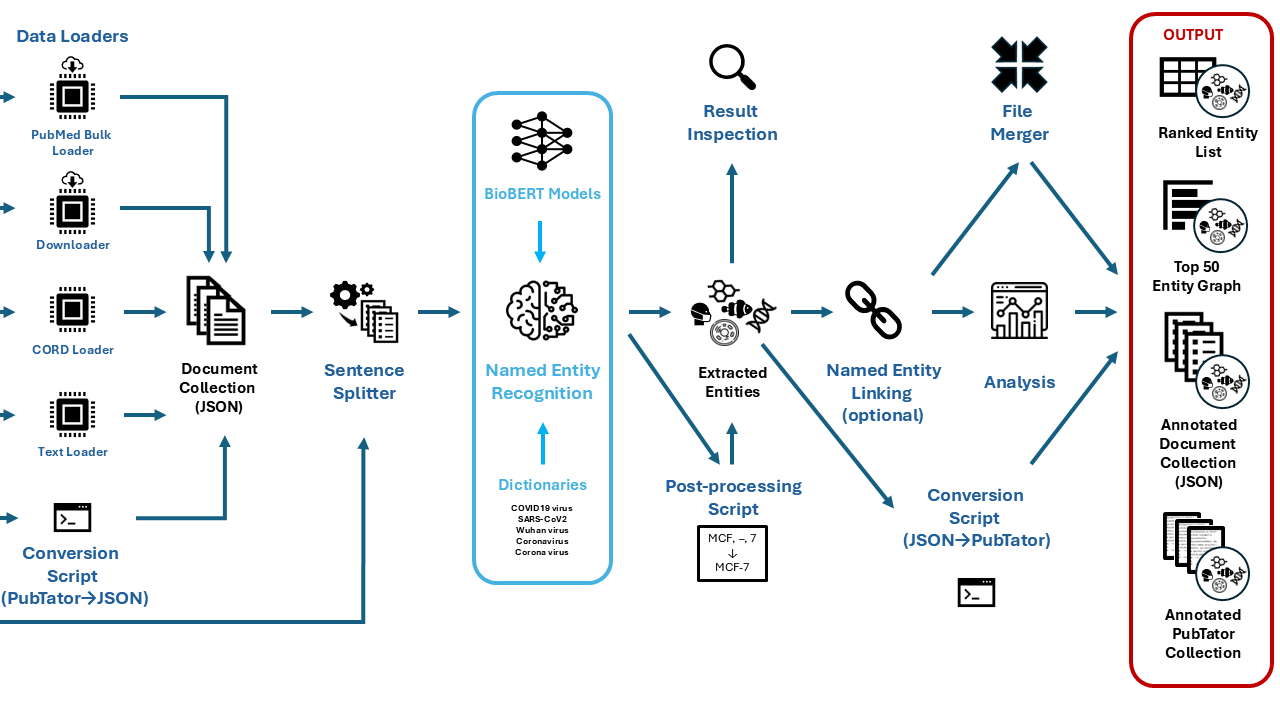 Data Loaders
PubMed Bulk
Loader
Downloader
CORD Loader
Text Loader
Conversion
Script
(PubTator→JSON)
Document
Collection
(JSON)
Sentence
Splitter
BioBERT Models
Named Entity
Recognition
Dictionaries
COVID19 virus
SARS-CoV2
Wuhan virus
Coronavirus
Corona virus
Result
Inspection
Extracted
Entities
Post-processing
Script
MCF, –, 7
↓
MCF-7
Named Entity
Linking
(optional)
File
Merger
Analysis
Conversion
Script
(JSON→PubTator)
OUTPUT
Ranked Entity
List
Top 50
Entity Graph
Annotated
Document
Collection
(JSON)
Annotated
PubTator
Collection